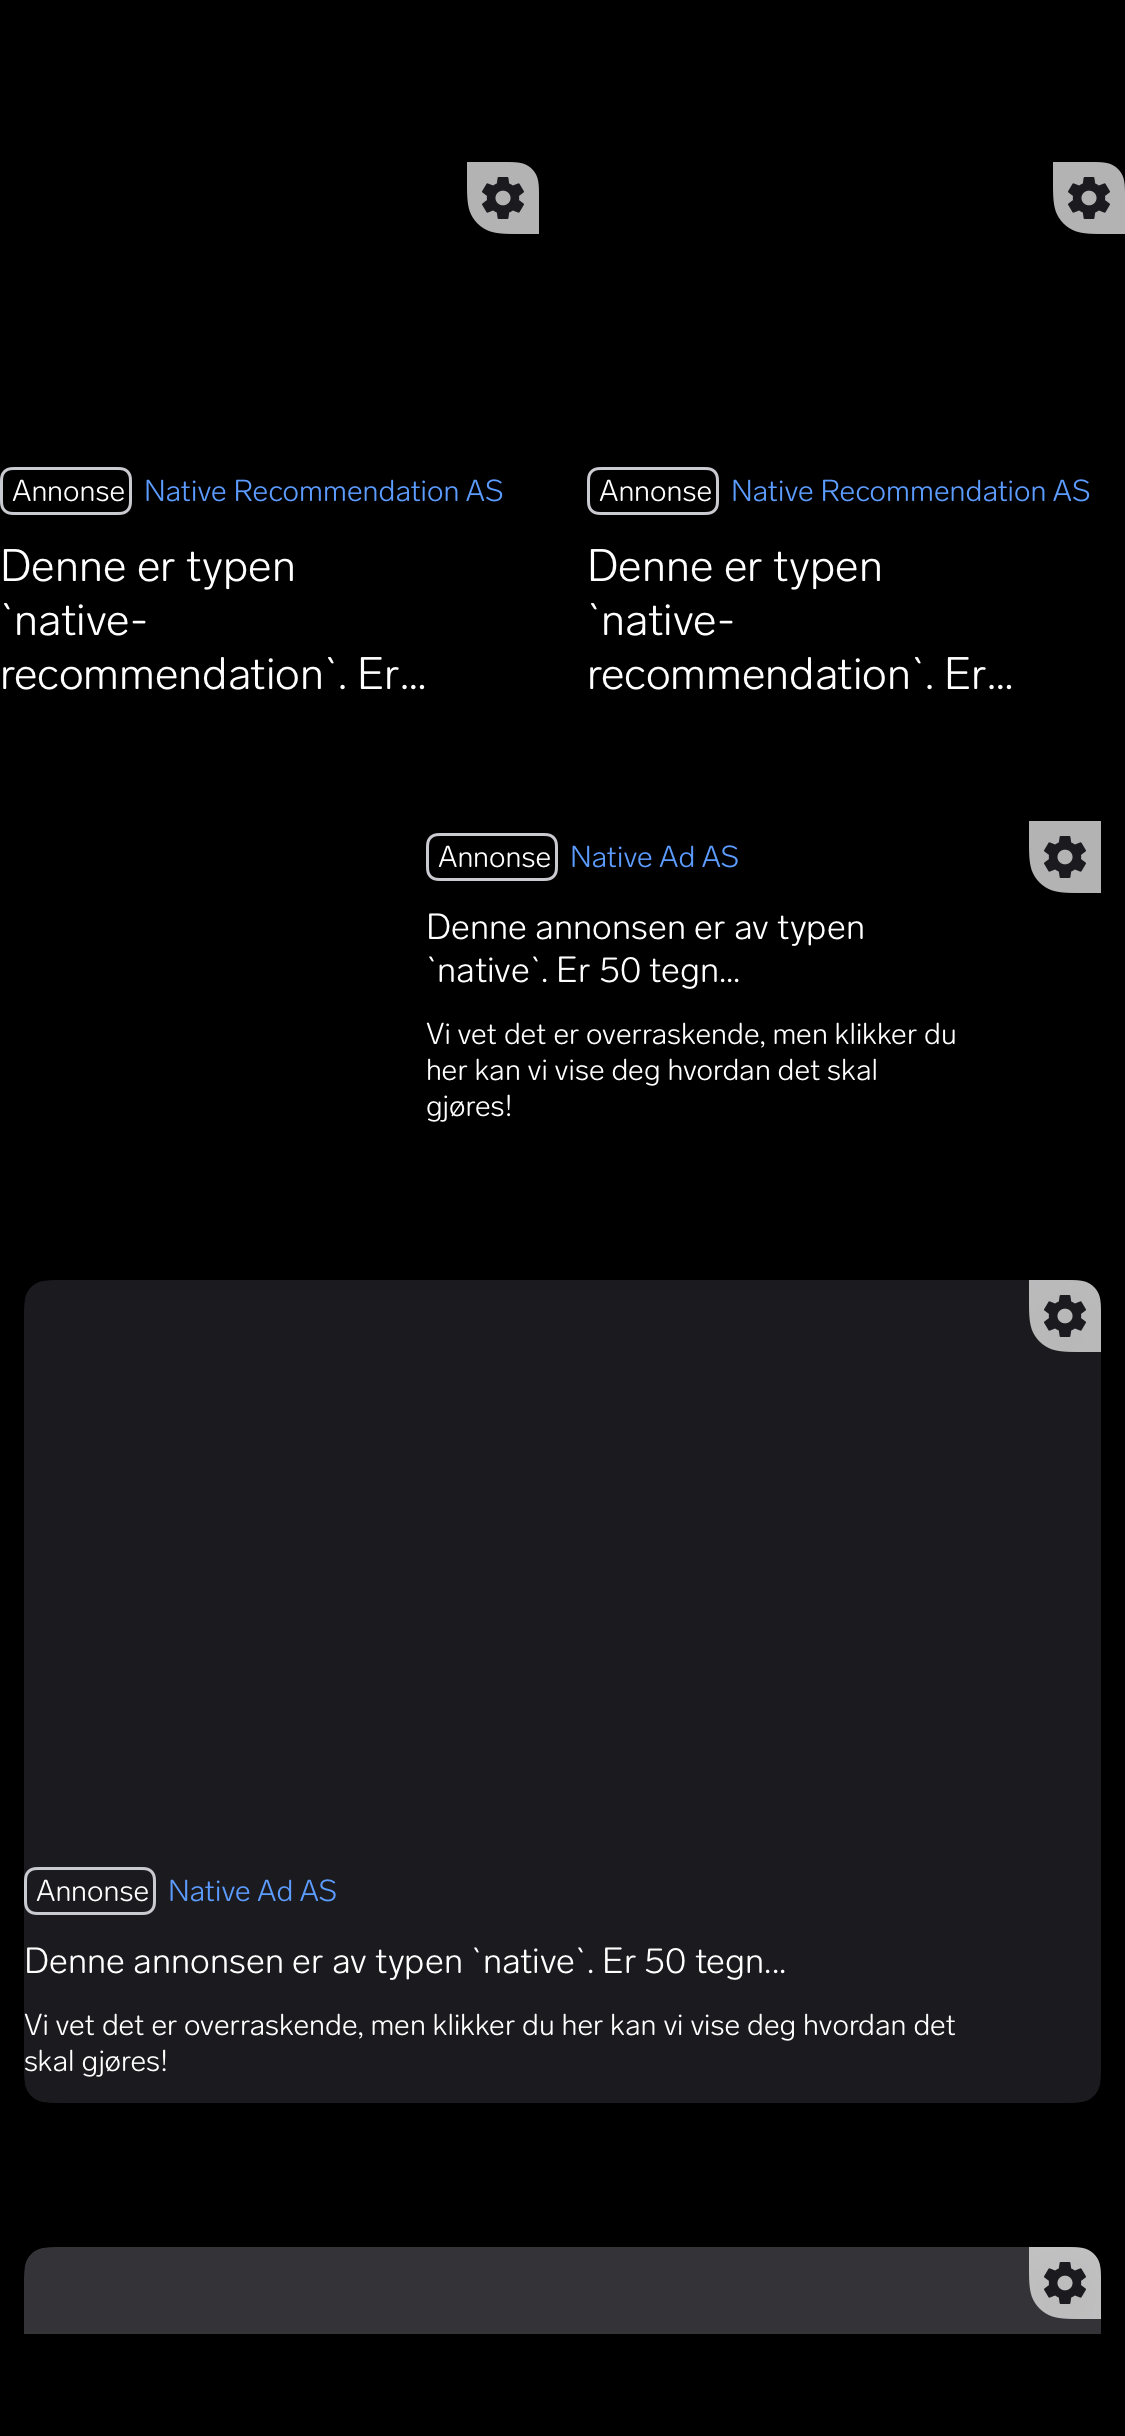 Annonse Native Recommendation AS
Denne er typen
`native-
recommendation`. Er...
Annonse Native Recommendation AS
Denne er typen
`native-
recommendation`. Er...
Annonse Native Ad AS
Denne annonsen er av typen
`native`. Er 50 tegn...
Vi vet det er overraskende, men klikker du
her kan vi vise deg hvordan det skal
gjøres!
Annonse Native Ad AS
Denne annonsen er av typen `native`. Er 50 tegn...
Vi vet det er overraskende, men klikker du her kan vi vise deg hvordan det
skal gjøres!